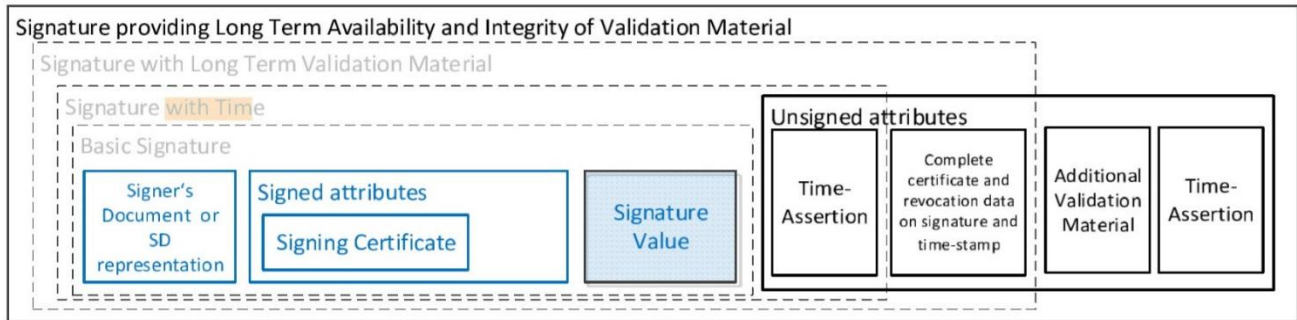 Signature providing Long Term Availability and Integrity of Validation Material
Signature with Long Term Validation Material
Signature with Time
Basic Signature
Signer's
Document or
SD
representation
Signed attributes
Signing Certificate
Signature
Value
Unsigned attributes
Time-
Assertion
Complete
certificate and
revocation data
on signature and
time-stamp
Additional
Validation
Material
Time-
Assertion